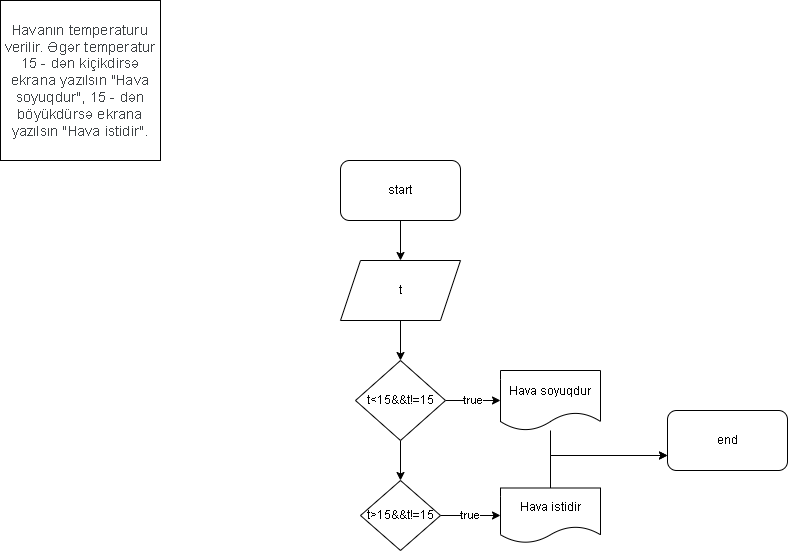 Havanın temperaturu
verilir. Əgər temperatur
15 - dən kiçikdirsə
ekrana yazılsın "Hava
soyuqdur", 15 - dən
böyükdürsə ekrana
yazılsın "Hava istidir".
start
t
t<15&&t!=15
true
Hava soyuqdur
end
t>15&&t!=15
true
Hava istidir